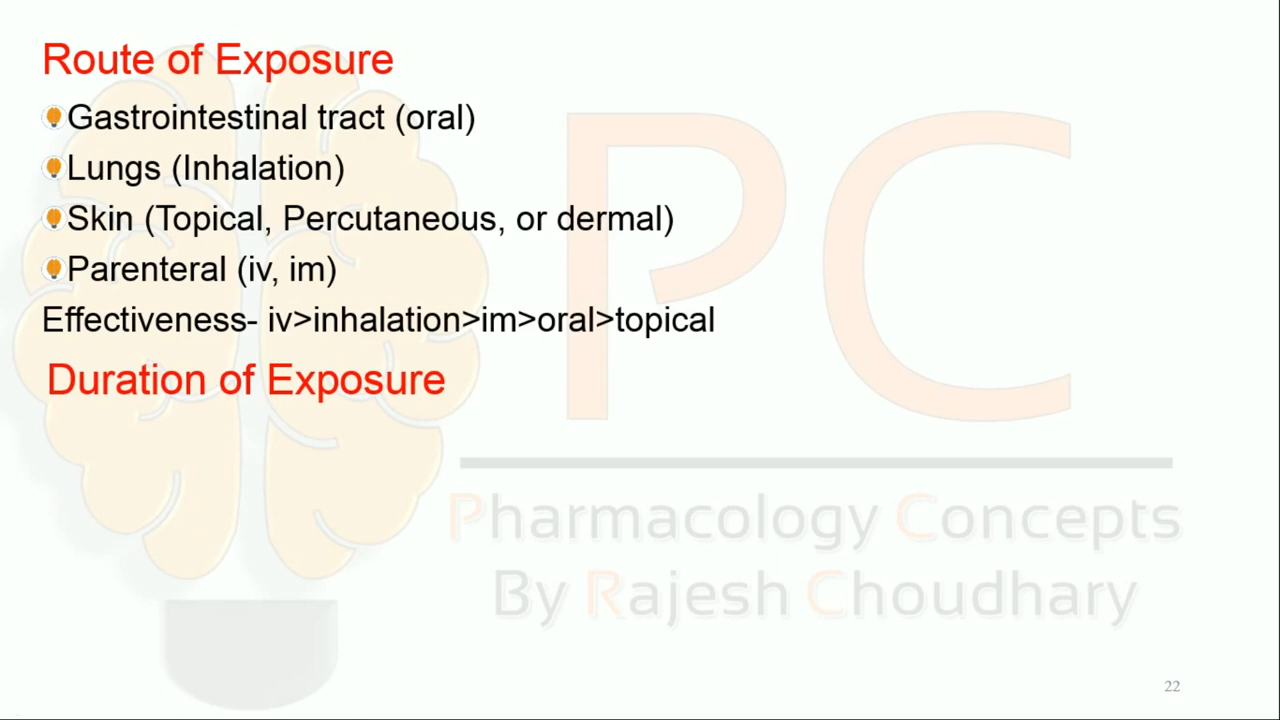 Route of Exposure
Gastrointestinal tract (oral)
Lungs (Inhalation)
Skin (Topical, Percutaneous, or dermal)
Parenteral (iv, im)
Effectiveness- iv>inhalation>im>oral>topical
Duration of Exposure
PC
Pharmacology Concepts
By Rajesh Choudhary
22